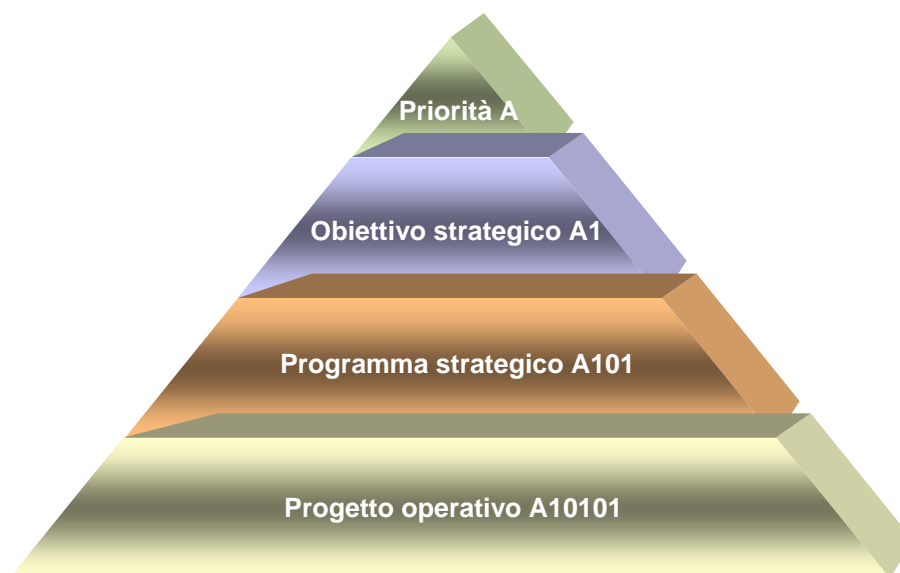 Priorità A
Obiettivo strategico A1
Programma strategico A101
Progetto operativo A10101